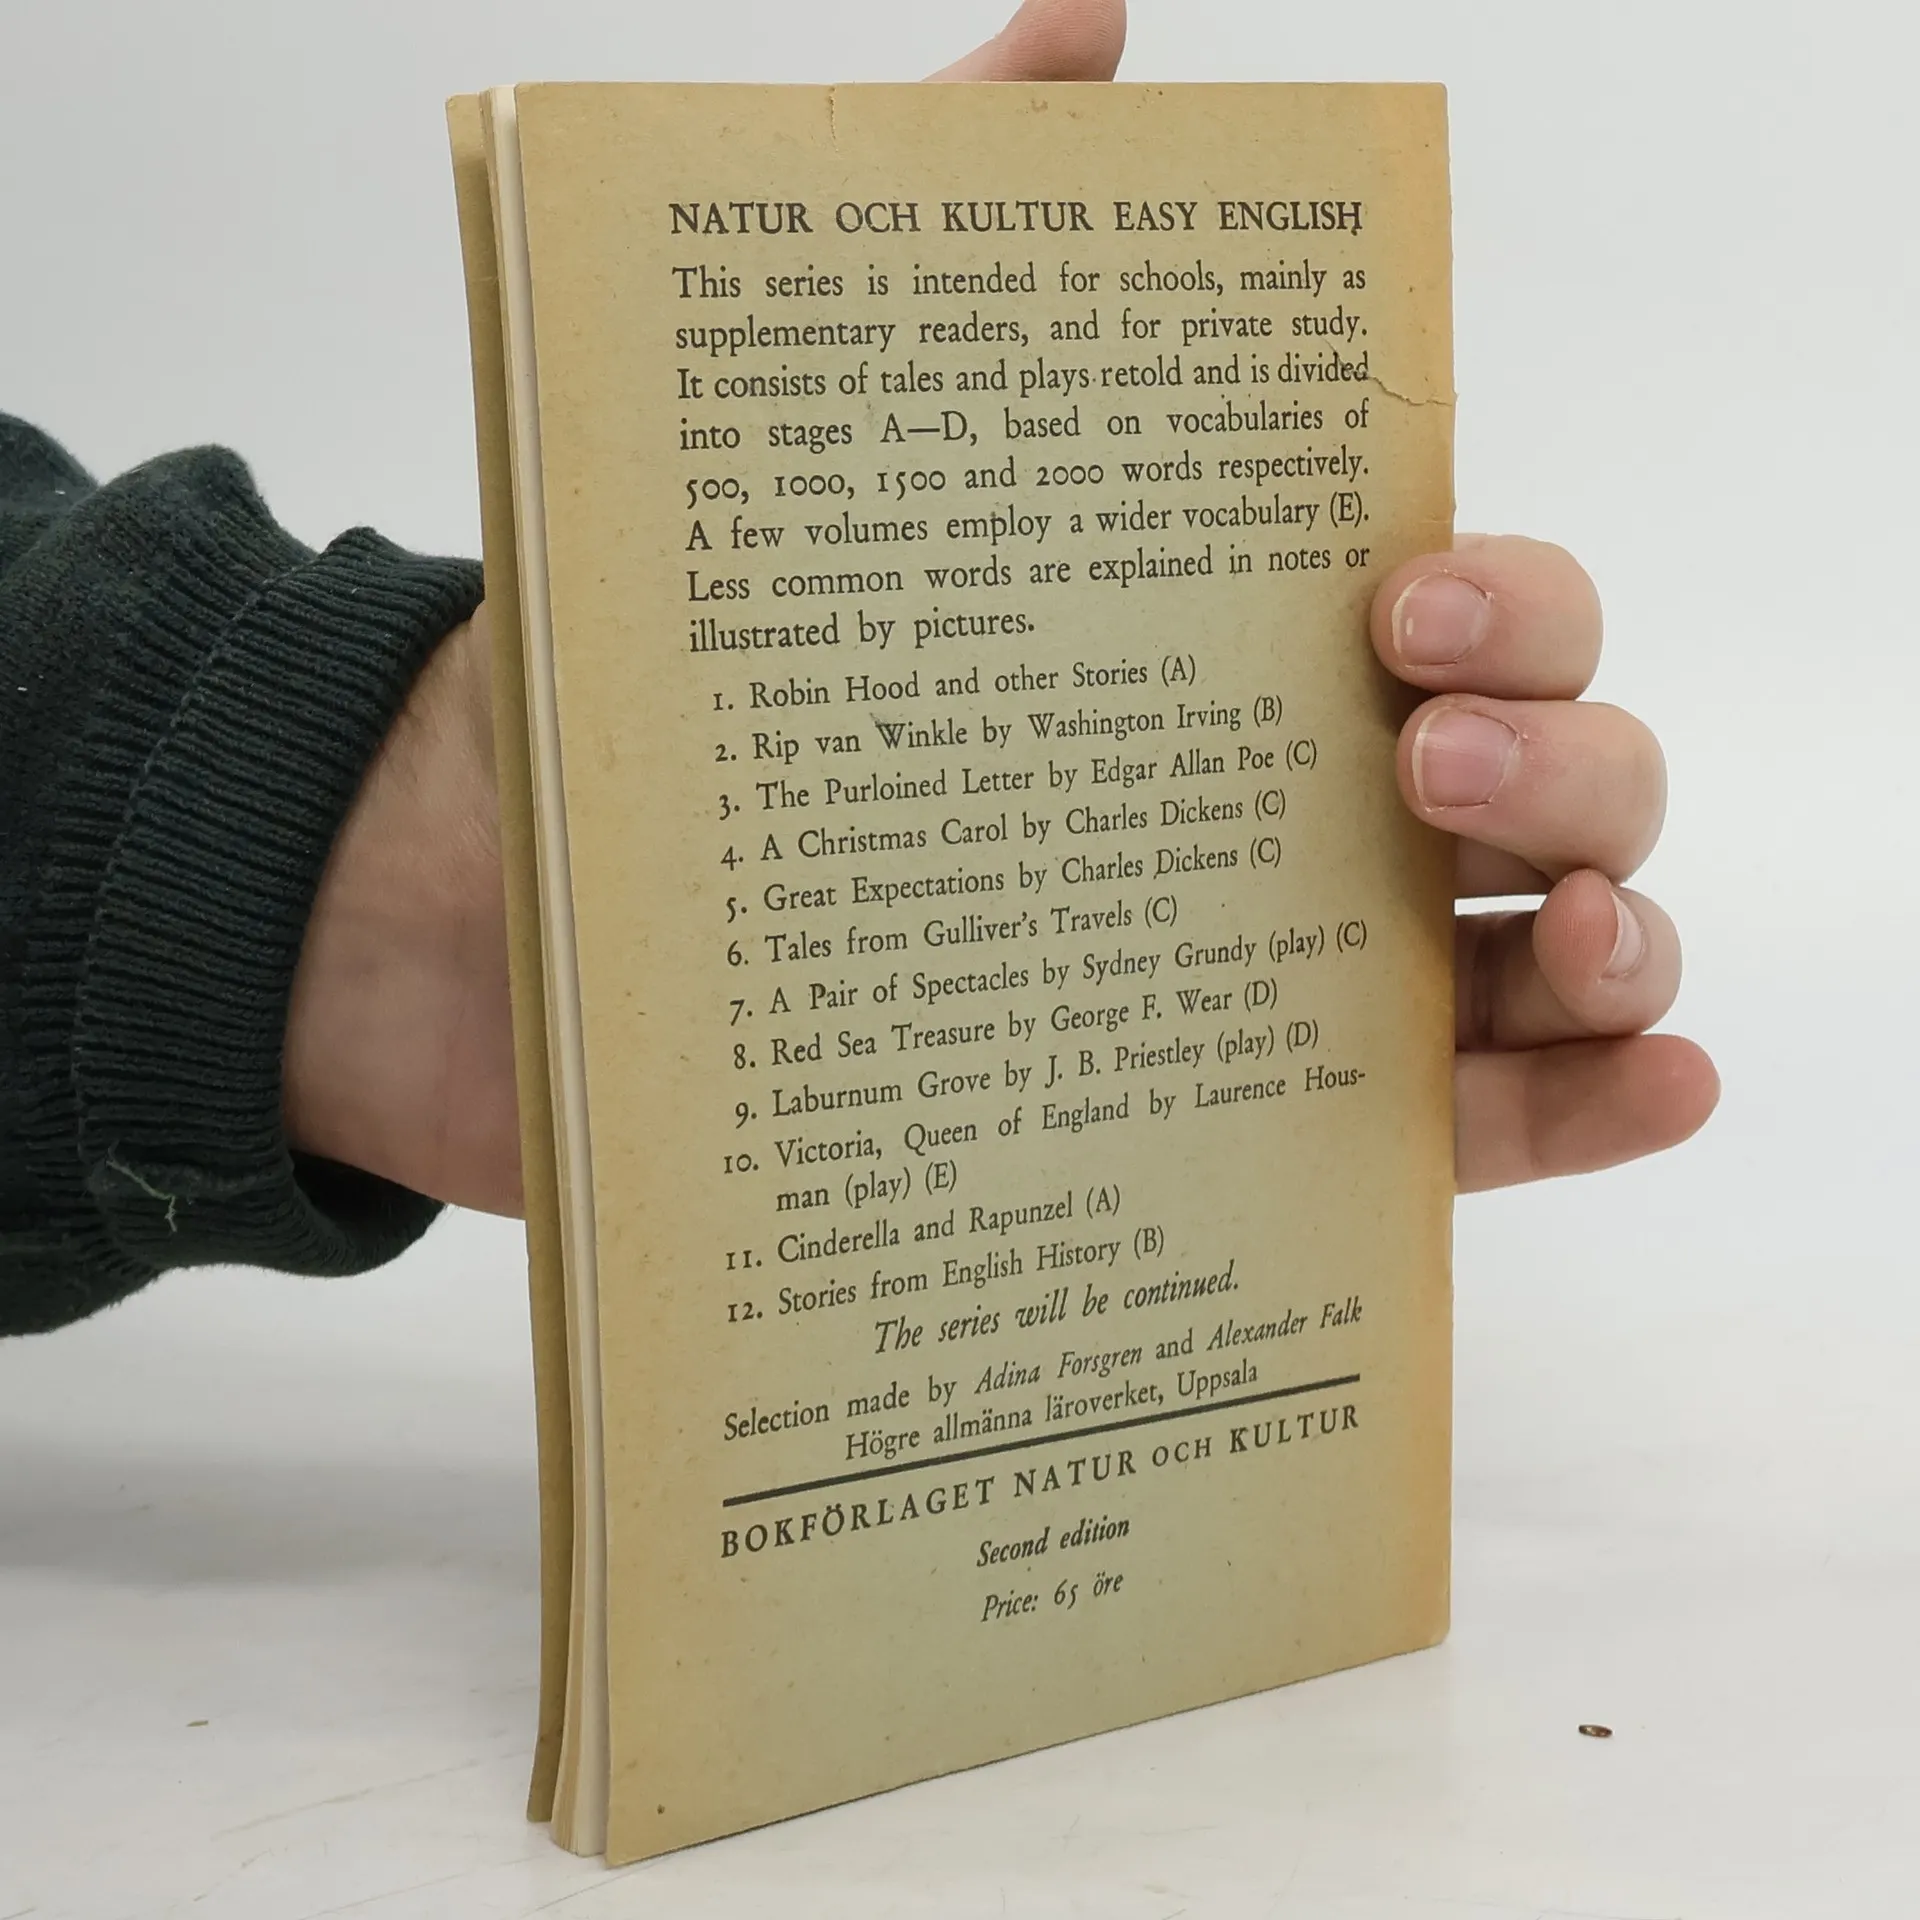 NATUR OCH KULTUR EASY ENGLISH
This series is intended for schools, mainly as
supplementary readers, and for private study.
It consists of tales and plays retold and is divided
into stages A—D, based on vocabularies of
500, 1000, 1500 and 2000 words respectively.
A few volumes employ a wider vocabulary (E).
Less common words are explained in notes or
illustrated by pictures.
1. Robin Hood and other Stories (A)
2. Rip van Winkle by Washington Irving (B)
3. The Purloined Letter by Edgar Allan Poe (C)
4. A Christmas Carol by Charles Dickens (C)
5. Great Expectations by Charles Dickens (C)
6. Tales from Gulliver's Travels (C)
7. A Pair of Spectacles by Sydney Grundy (play) (C)
8. Red Sea Treasure by George F. Wear (D)
9. Laburnum Grove by J. B. Priestley (play) (D)
10. Victoria, Queen of England by Laurence Hous-
man (play) (E)
11. Cinderella and Rapunzel (A)
12. Stories from English History (B)
The series will be continued.
Selection made by Adina Forsgren and Alexander Falk
Högre allmänna läroverket, Uppsala
BOKFÖRLAGET NATUR OCH KULTUR
Second edition
Price: 65 öre